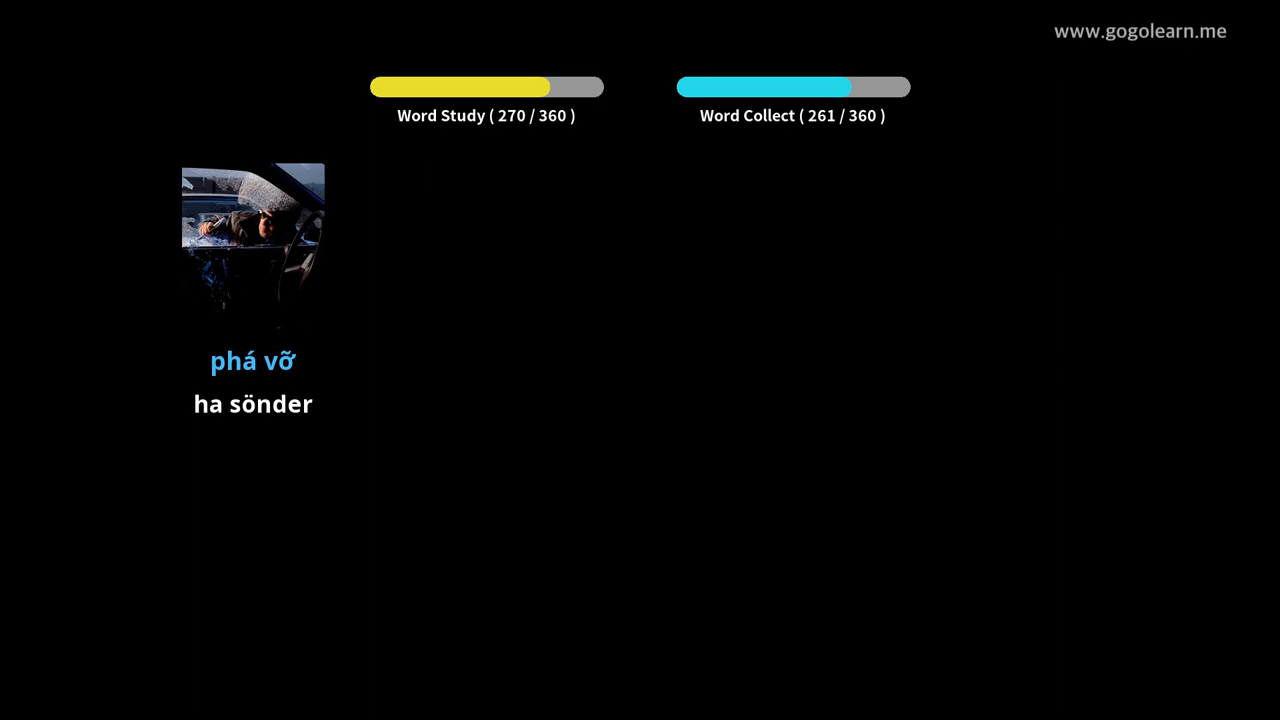 www.gogolearn.me
Word Study ( 270 / 360 )
Word Collect ( 261 / 360 )
phá vỡ
ha sönder